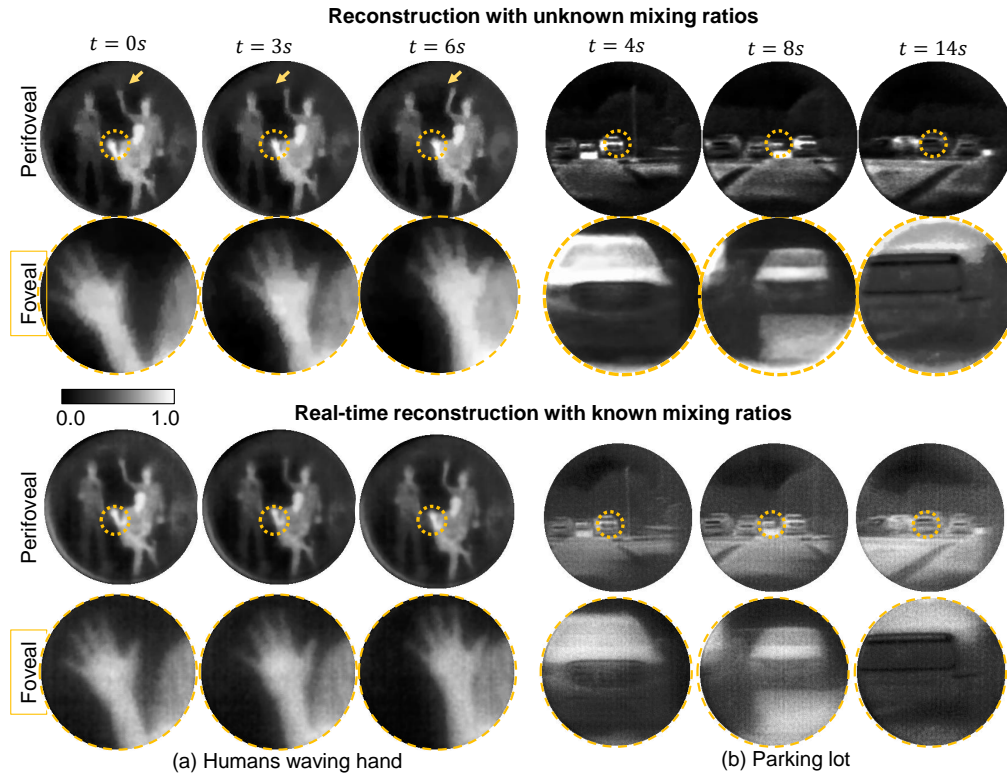 Reconstruction with unknown mixing ratios
t = 0s t = 3s t = 6s t = 4s t = 8s t = 14s
Perifoveal
Foveal
0.0 1.0
Real-time reconstruction with known mixing ratios
Perifoveal
Foveal
(a) Humans waving hand (b) Parking lot